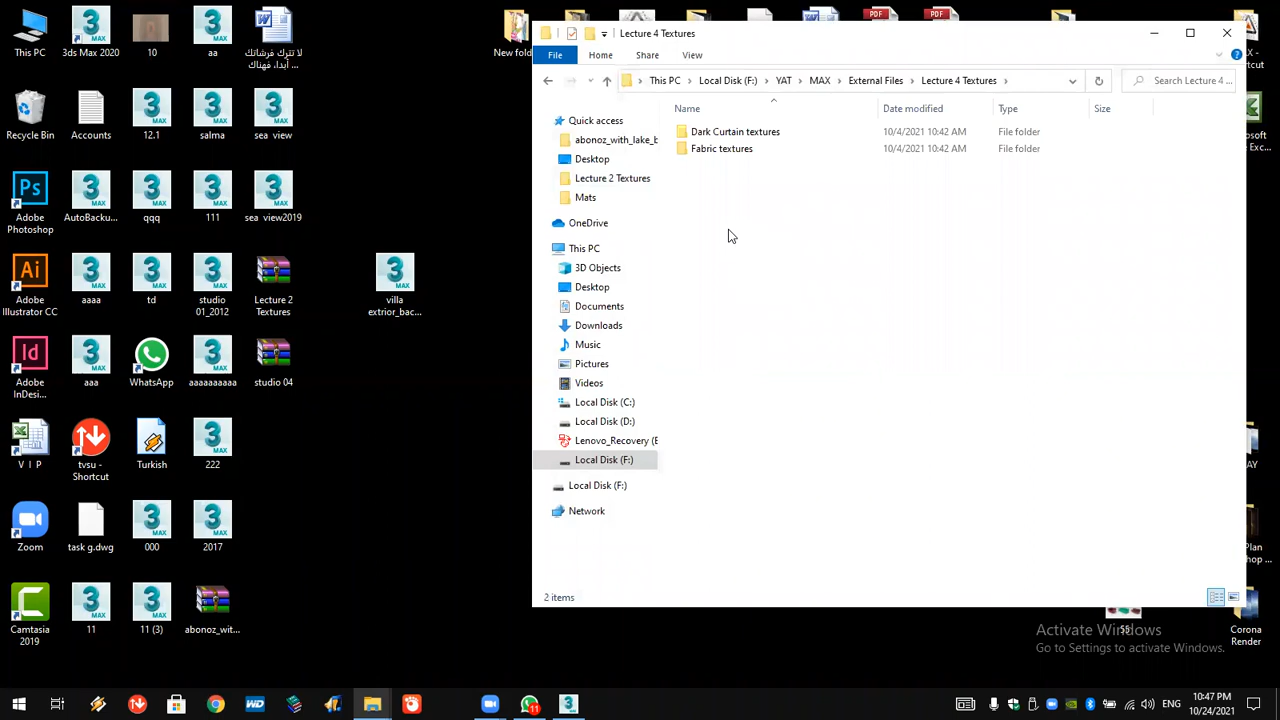 This PC
3ds Max 2020
10
aa
لا تترك فرشاتك
أبدا، فهناك ...
Recycle Bin
Accounts
12.1
salma
sea view
Adobe
Photoshop
AutoBacku...
qqq
111
sea view2019
Adobe
Illustrator CC
aaaa
td
studio
01_2012
Lecture 2
Textures
villa
extrior_bac...
Adobe
InDesi...
aaa
WhatsApp
aaaaaaaaaa
studio 04
V I P
tvsu -
Shortcut
Turkish
222
Zoom
task g.dwg
000
2017
Camtasia
2019
11
11 (3)
abonoz_wit...
New fold
Lecture 4 Textures
File
Home
Share
View
This PC
Local Disk (F:)
YAT
MAX
External Files
Lecture 4 Textures
Search Lecture 4 ...
Name
Date modified
Type
Size
Dark Curtain textures
10/4/2021 10:42 AM
File folder
Fabric textures
10/4/2021 10:42 AM
File folder
Quick access
abonoz_with_lake_b
Desktop
Lecture 2 Textures
Mats
OneDrive
This PC
3D Objects
Desktop
Documents
Downloads
Music
Pictures
Videos
Local Disk (C:)
Local Disk (D:)
Lenovo_Recovery (E
Local Disk (F:)
Local Disk (F:)
Network
2 items
PDF
PDF
X -
osoft
Exc...
AY
Plan
hop ...
Corona
Render
Activate Windows
Go to Settings to activate Windows.
11
ENG
10:47 PM
10/24/2021